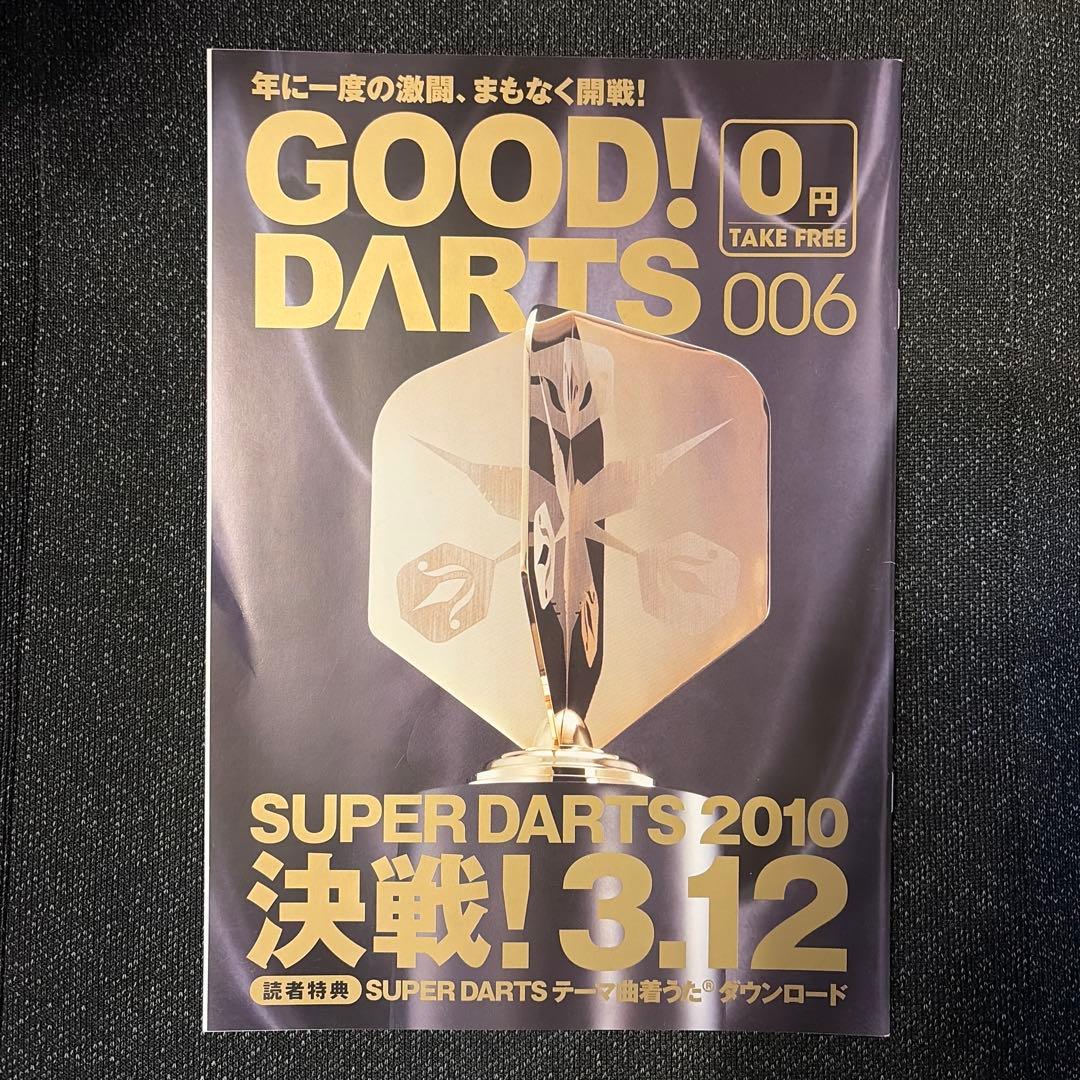 年に一度の激闘、まもなく開戦!
GOOD!
DARTS
0円
TAKE FREE
006
SUPER DARTS 2010
決戦!3.12
読者特典 SUPER DARTS テーマ曲着うた®ダウンロード